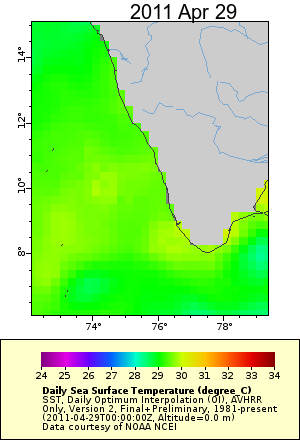 2011 Apr 29
14°
12°
10°
8°
74°
76°
78°
24 25 26 27 28 29 30 31 32 33 34
Daily Sea Surface Temperature (degree_C)
SST, Daily Optimum Interpolation (OI), AVHRR
Only, Version 2, Final+Preliminary, 1981-present
(2011-04-29T00:00:00Z, Altitude=0.0 m)
Data courtesy of NOAA NCEI